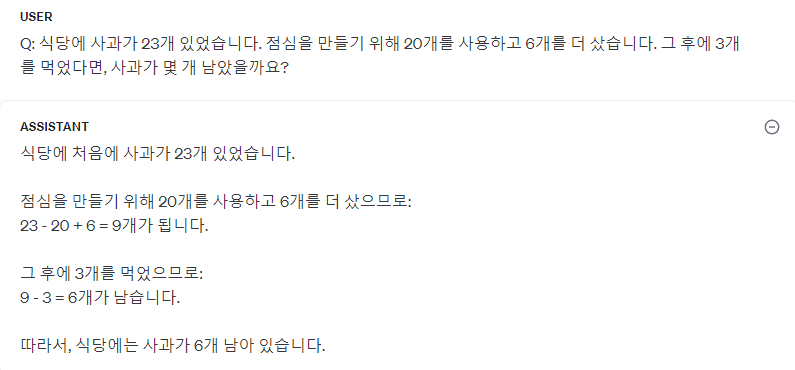 USER
Q: 식당에 사과가 23개 있었습니다. 점심을 만들기 위해 20개를 사용하고 6개를 더 샀습니다. 그 후에 3개
를 먹었다면, 사과가 몇 개 남았을까요?
ASSISTANT
식당에 처음에 사과가 23개 있었습니다.
점심을 만들기 위해 20개를 사용하고 6개를 더 샀으므로:
23 - 20 + 6 = 9개가 됩니다.
그 후에 3개를 먹었으므로:
9 - 3 = 6개가 남습니다.
따라서, 식당에는 사과가 6개 남아 있습니다.